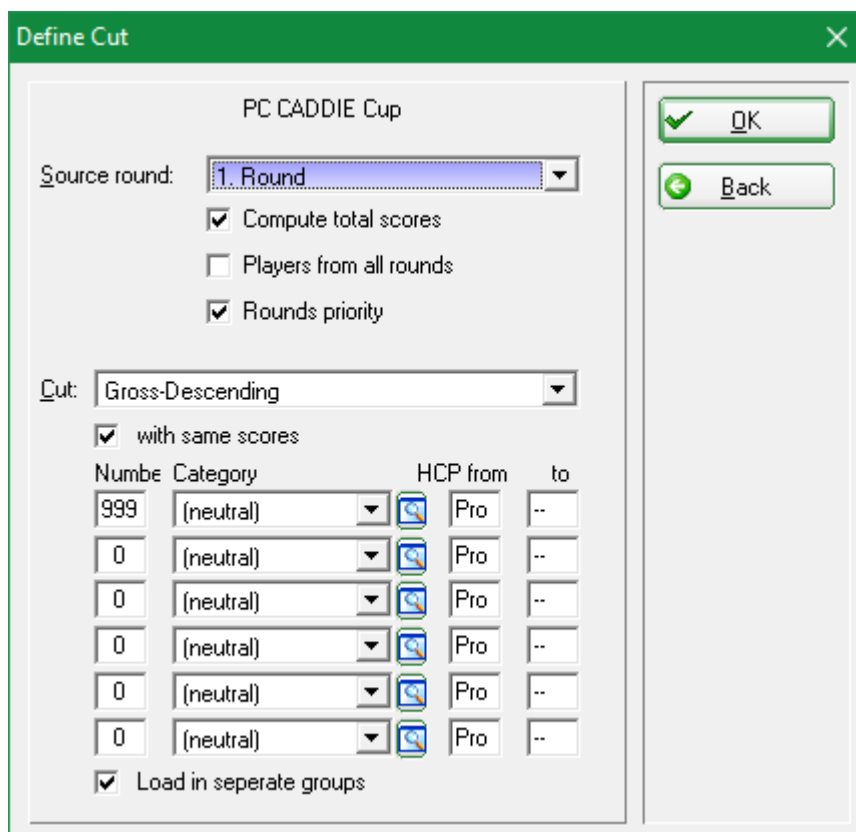 Define Cut
PC CADDIE Cup
OK
Source round: 1. Round
Back
Compute total scores
Players from all rounds
Rounds priority
Cut: Gross-Descending
with same scores
Numbe Category HCP from to
999 (neutral) Pro --
0 (neutral) Pro --
0 (neutral) Pro --
0 (neutral) Pro --
0 (neutral) Pro --
0 (neutral) Pro --
Load in seperate groups